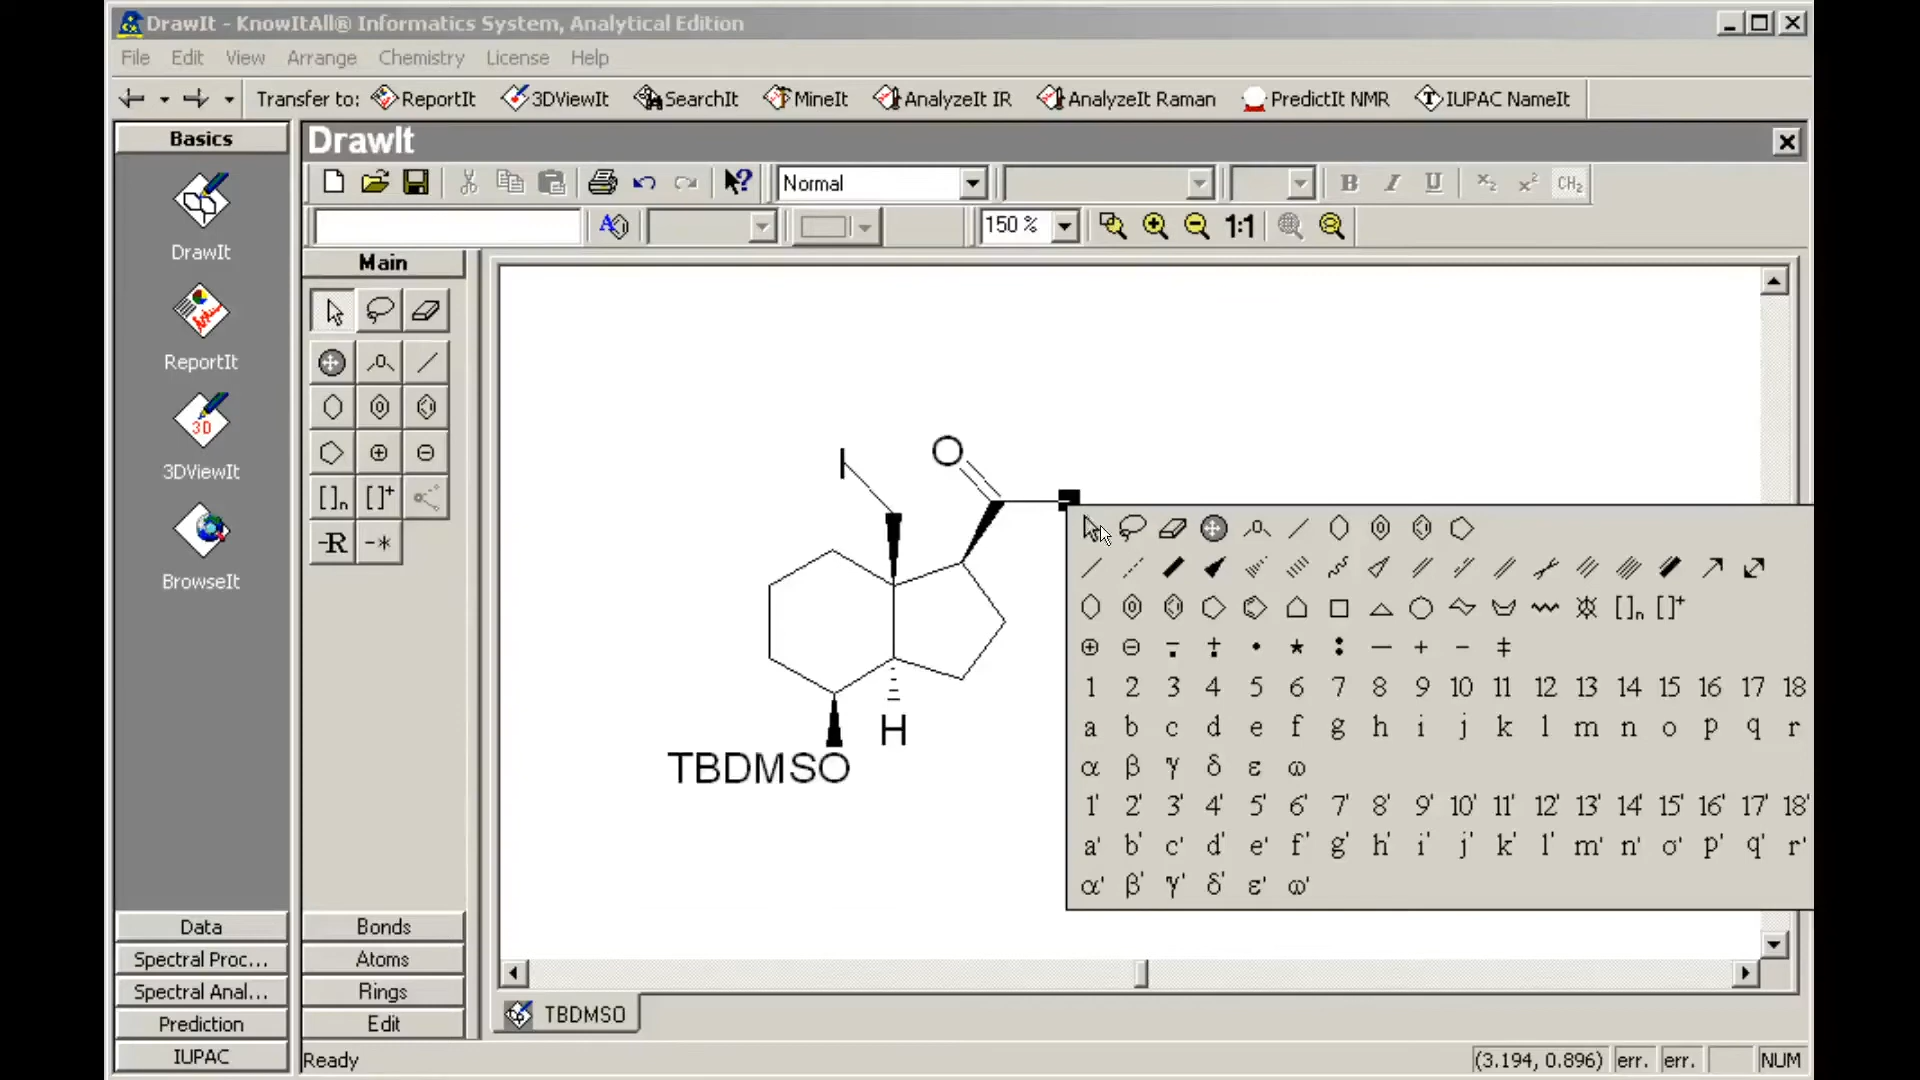 DrawIt - KnowItAll® Informatics System, Analytical Edition
File Edit View Arrange Chemistry License Help
Transfer to: ReportIt 3DViewIt SearchIt MineIt AnalyzeIt IR AnalyzeIt Raman PredictIt NMR IUPAC NameIt
Basics
DrawIt
ReportIt
3D
3DViewIt
BrowseIt
Data
Spectral Proc...
Spectral Anal...
Prediction
IUPAC
DrawIt
Normal B I U X₂ x² CH₂
150 % 1:1
Main
[ ]n [ ]+
-R -*
Bonds
Atoms
Rings
Edit
I O
H
TBDMSO
[ ]n [ ]+
1 2 3 4 5 6 7 8 9 10 11 12 13 14 15 16 17 18
a b c d e f g h i j k l m n o p q r
α β γ δ ε ω
1' 2' 3' 4' 5' 6' 7' 8' 9' 10' 11' 12' 13' 14' 15' 16' 17' 18'
a' b' c' d' e' f' g' h' i' j' k' l' m' n' o' p' q' r'
α' β' γ' δ' ε' ω'
TBDMSO
Ready (3.194, 0.896) err. err. NUM